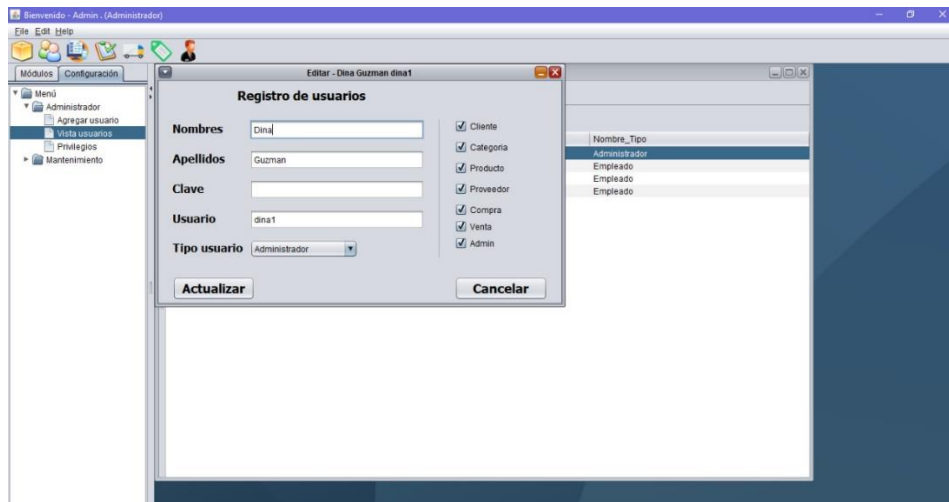 Bienvenido - Admin . (Administrador)
File Edit Help
Módulos Configuración
Menú
Administrador
Agregar usuario
Vista usuarios
Privilegios
Mantenimiento
Editar - Dina Guzman dina1
Registro de usuarios
Nombres Dina
Apellidos Guzman
Clave
Usuario dina1
Tipo usuario Administrador
Cliente
Categoria
Producto
Proveedor
Compra
Venta
Admin
Actualizar Cancelar
Nombre_Tipo
Administrador
Empleado
Empleado
Empleado